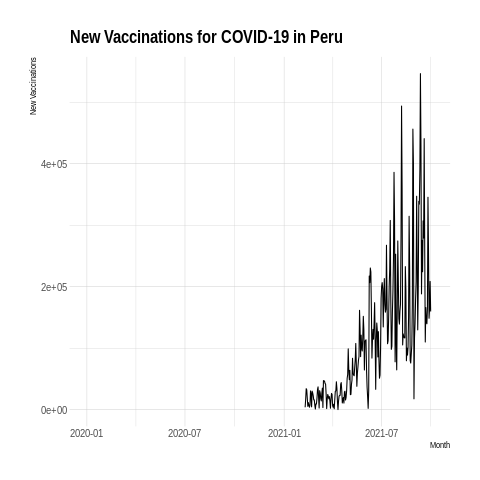 New Vaccinations for COVID-19 in Peru
New Vaccinations
4e+05
2e+05
0e+00
2020-01 2020-07 2021-01 2021-07
Month